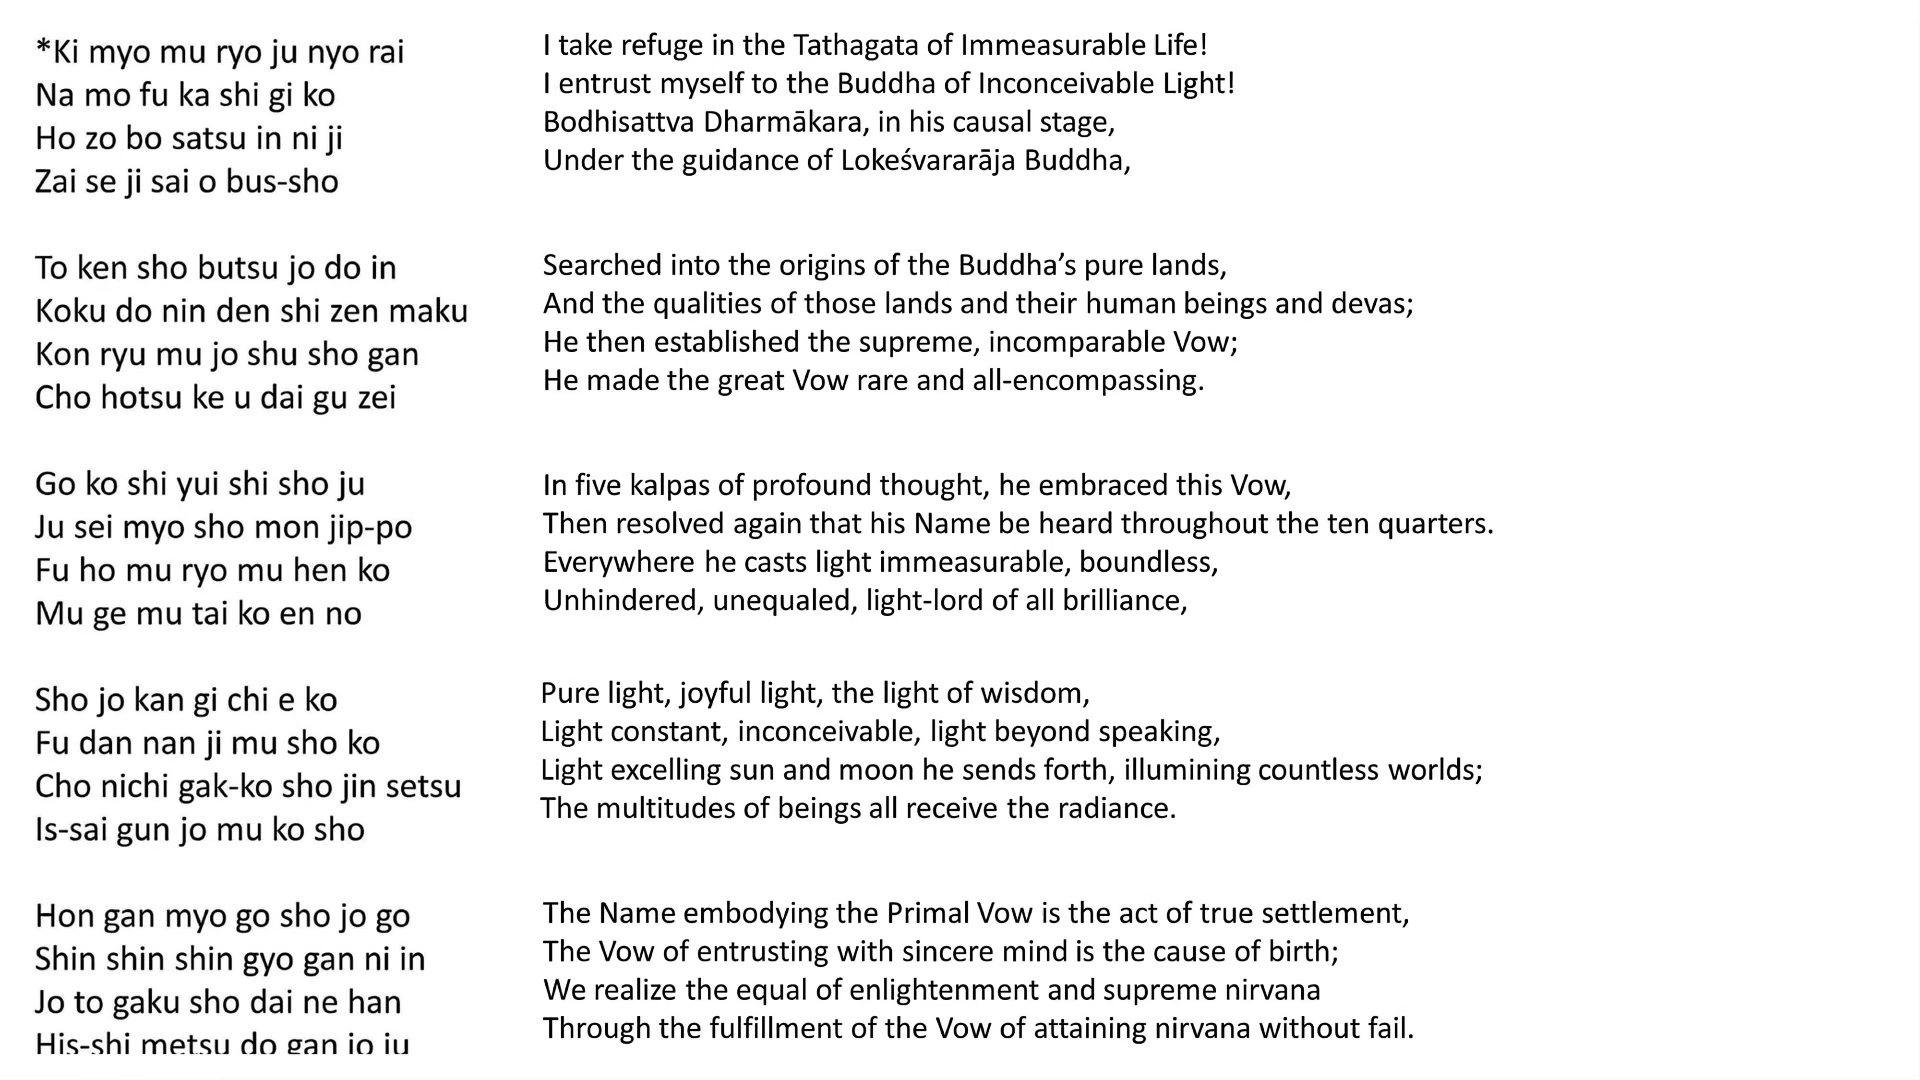 *Ki myo mu ryo ju nyo rai
Na mo fu ka shi gi ko
Ho zo bo satsu in ni ji
Zai se ji sai o bus-sho
To ken sho butsu jo do in
Koku do nin den shi zen maku
Kon ryu mu jo shu sho gan
Cho hotsu ke u dai gu zei
Go ko shi yui shi sho ju
Ju sei myo sho mon jip-po
Fu ho mu ryo mu hen ko
Mu ge mu tai ko en no
Sho jo kan gi chi e ko
Fu dan nan ji mu sho ko
Cho nichi gak-ko sho jin setsu
Is-sai gun jo mu ko sho
Hon gan myo go sho jo go
Shin shin shin gyo gan ni in
Jo to gaku sho dai ne han
His-shi metsu do gan jo ju
I take refuge in the Tathagata of Immeasurable Life!
I entrust myself to the Buddha of Inconceivable Light!
Bodhisattva Dharmākara, in his causal stage,
Under the guidance of Lokeśvararāja Buddha,
Searched into the origins of the Buddha’s pure lands,
And the qualities of those lands and their human beings and devas;
He then established the supreme, incomparable Vow;
He made the great Vow rare and all-encompassing.
In five kalpas of profound thought, he embraced this Vow,
Then resolved again that his Name be heard throughout the ten quarters.
Everywhere he casts light immeasurable, boundless,
Unhindered, unequaled, light-lord of all brilliance,
Pure light, joyful light, the light of wisdom,
Light constant, inconceivable, light beyond speaking,
Light excelling sun and moon he sends forth, illumining countless worlds;
The multitudes of beings all receive the radiance.
The Name embodying the Primal Vow is the act of true settlement,
The Vow of entrusting with sincere mind is the cause of birth;
We realize the equal of enlightenment and supreme nirvana
Through the fulfillment of the Vow of attaining nirvana without fail.